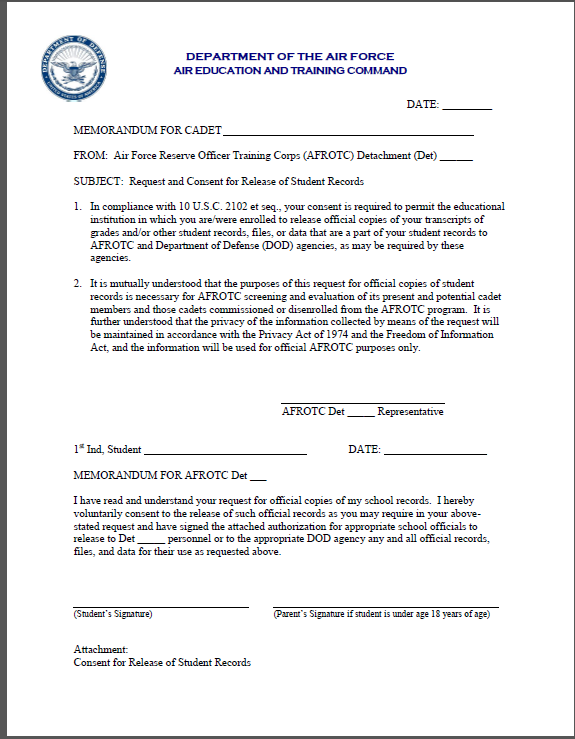 DEPARTMENT OF DEFENSE
UNITED STATES OF AMERICA
DEPARTMENT OF THE AIR FORCE
AIR EDUCATION AND TRAINING COMMAND
DATE: _________
MEMORANDUM FOR CADET
FROM: Air Force Reserve Officer Training Corps (AFROTC) Detachment (Det) ______
SUBJECT: Request and Consent for Release of Student Records
1. In compliance with 10 U.S.C. 2102 et seq., your consent is required to permit the educational
institution in which you are/were enrolled to release official copies of your transcripts of
grades and/or other student records, files, or data that are a part of your student records to
AFROTC and Department of Defense (DOD) agencies, as may be required by these
agencies.
2. It is mutually understood that the purposes of this request for official copies of student
records is necessary for AFROTC screening and evaluation of its present and potential cadet
members and those cadets commissioned or disenrolled from the AFROTC program. It is
further understood that the privacy of the information collected by means of the request will
be maintained in accordance with the Privacy Act of 1974 and the Freedom of Information
Act, and the information will be used for official AFROTC purposes only.
AFROTC Det _____ Representative
1st Ind, Student ______________________________ DATE: ___________________
MEMORANDUM FOR AFROTC Det ___
I have read and understand your request for official copies of my school records. I hereby
voluntarily consent to the release of such official records as you may require in your above-
stated request and have signed the attached authorization for appropriate school officials to
release to Det _____ personnel or to the appropriate DOD agency any and all official records,
files, and data for their use as requested above.
(Student's Signature) (Parent's Signature if student is under age 18 years of age)
Attachment:
Consent for Release of Student Records